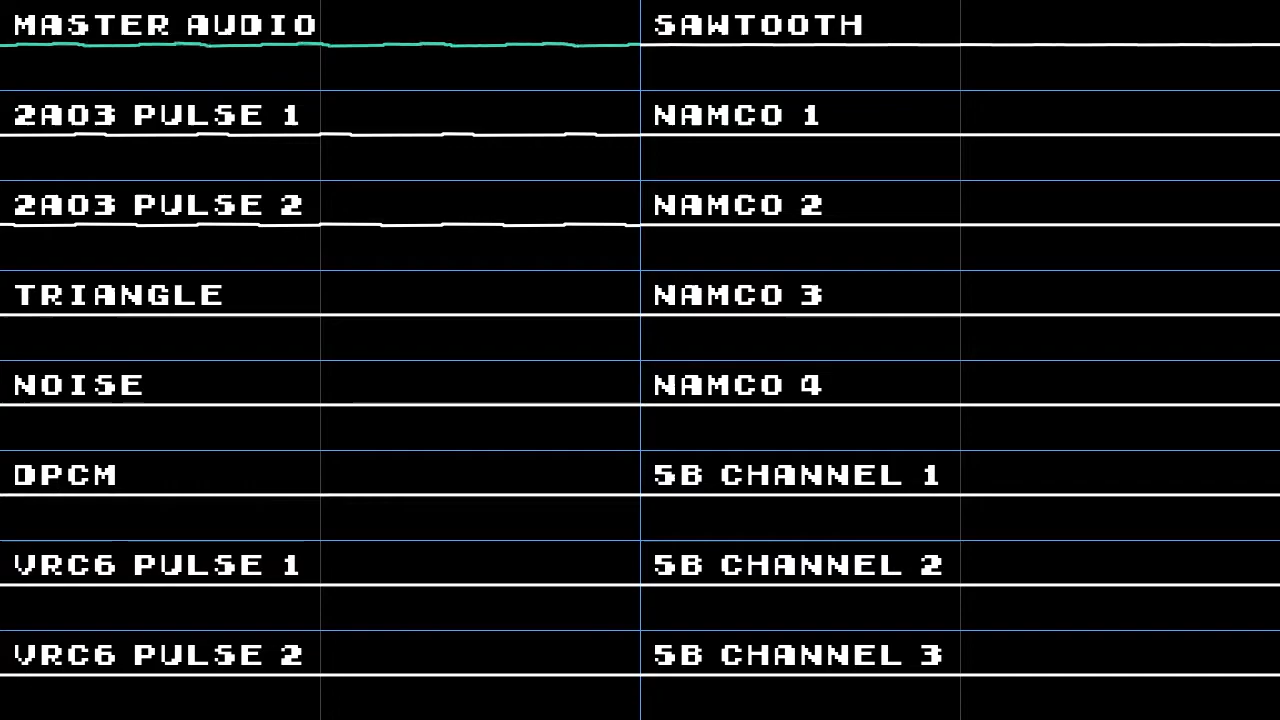 MASTER AUDIO
2A03 PULSE 1
2A03 PULSE 2
TRIANGLE
NOISE
DPCM
VRC6 PULSE 1
VRC6 PULSE 2
SAWTOOTH
NAMCO 1
NAMCO 2
NAMCO 3
NAMCO 4
5B CHANNEL 1
5B CHANNEL 2
5B CHANNEL 3